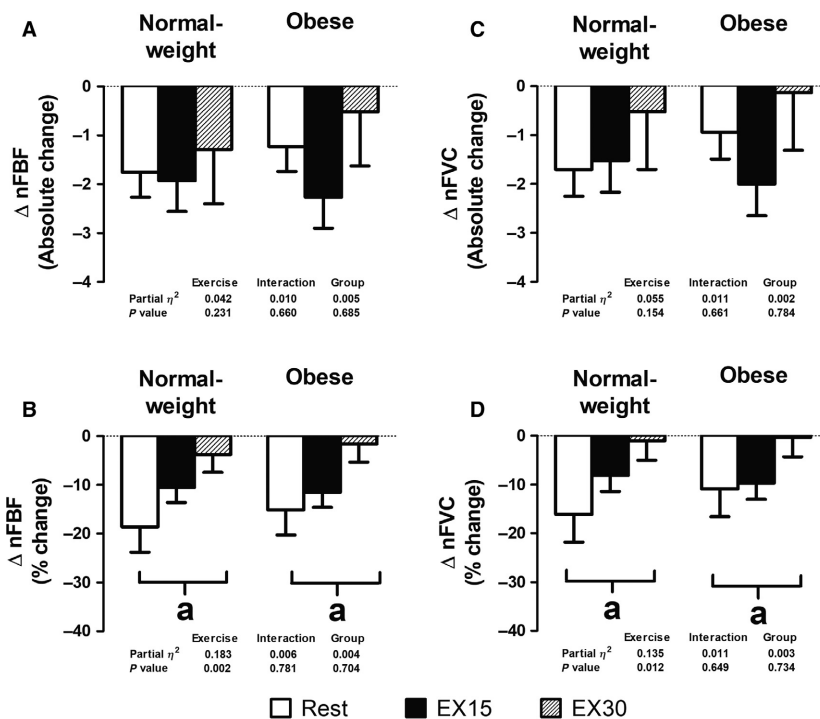 A
Normal-
weight
Obese
Δ nFBF
(Absolute change)
0
−1
−2
−3
−4
Exercise Interaction Group
Partial η² 0.042 0.010 0.005
P value 0.231 0.660 0.685
C
Normal-
weight
Obese
Δ nFVC
(Absolute change)
0
−1
−2
−3
−4
Exercise Interaction Group
Partial η² 0.055 0.011 0.002
P value 0.154 0.661 0.784
B
Normal-
weight
Obese
Δ nFBF
(% change)
0
−10
−20
−30
−40
a a
Exercise Interaction Group
Partial η² 0.183 0.006 0.004
P value 0.002 0.781 0.704
D
Normal-
weight
Obese
Δ nFVC
(% change)
0
−10
−20
−30
−40
a a
Exercise Interaction Group
Partial η² 0.135 0.011 0.003
P value 0.012 0.649 0.734
Rest EX15 EX30